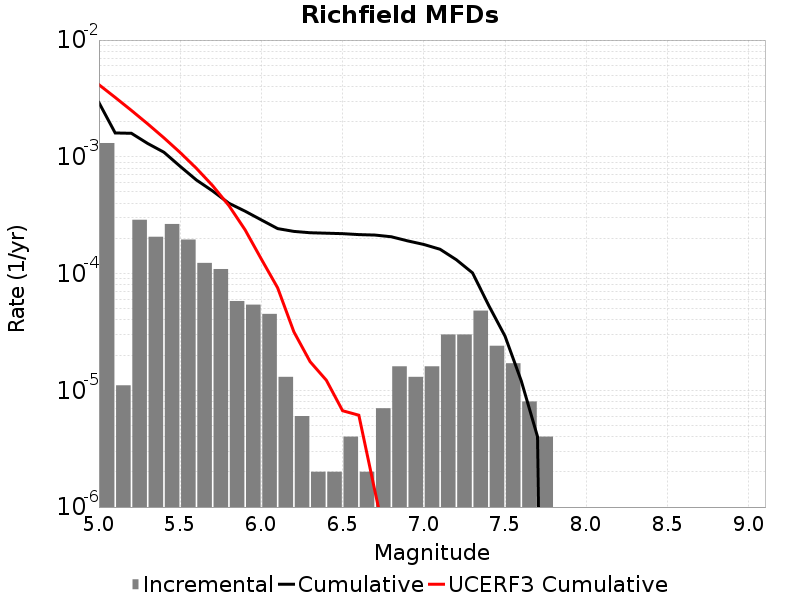 Richfield MFDs
10-2
10-3
10-4
10-5
10-6
Rate (1/yr)
5.0 5.5 6.0 6.5 7.0 7.5 8.0 8.5 9.0
Magnitude
Incremental Cumulative UCERF3 Cumulative